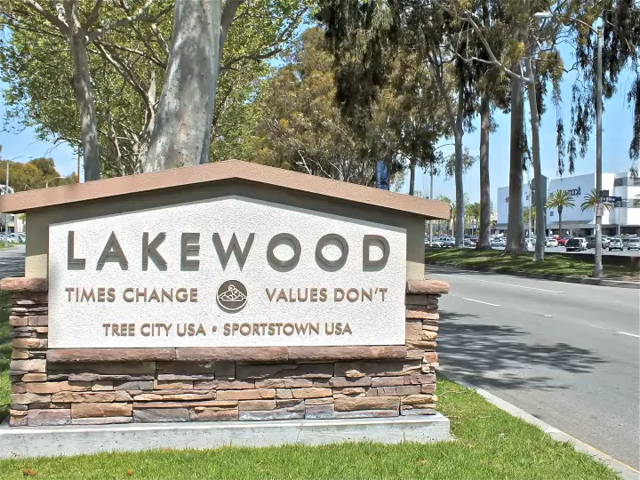 LAKEWOOD
TIMES CHANGE VALUES DON'T
TREE CITY USA • SPORTSTOWN USA